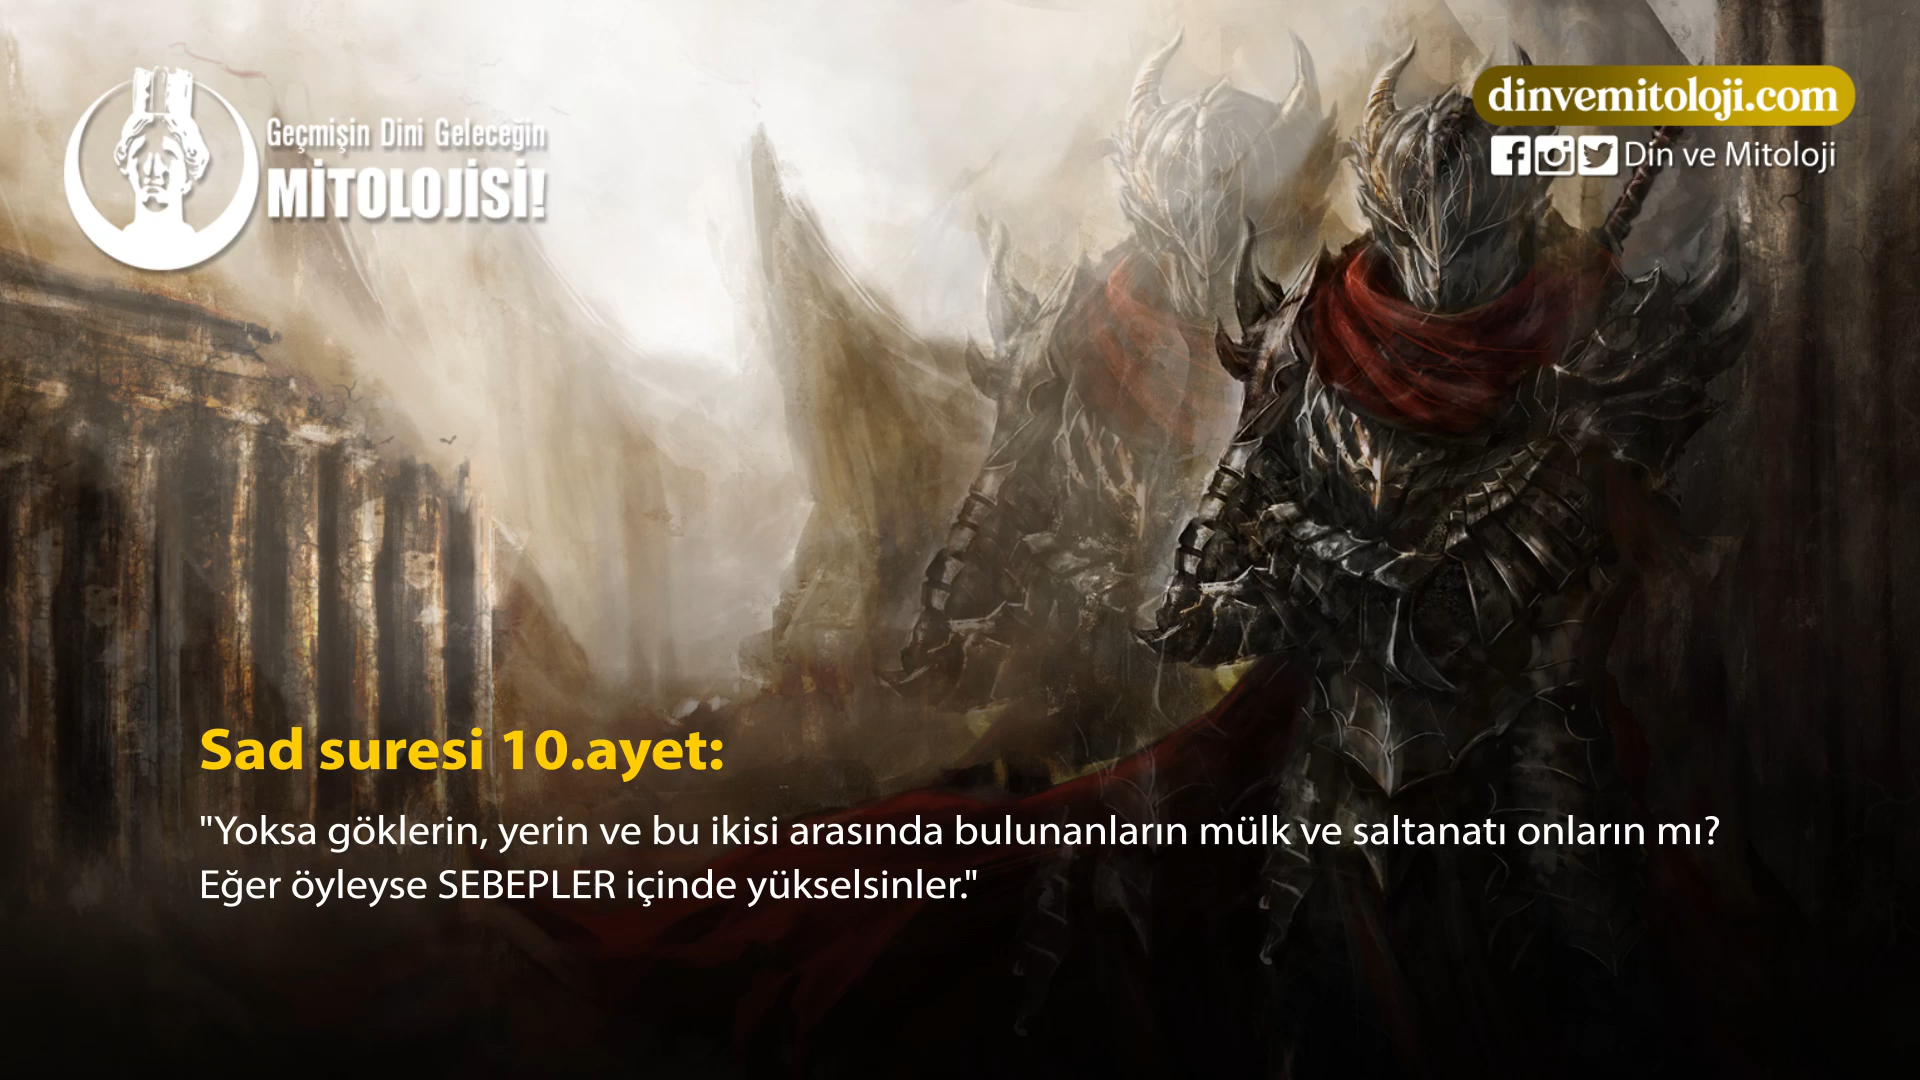 Geçmişin Dini Geleceğin
MİTOLOJİSİ!
dinvemitoloji.com
Din ve Mitoloji
Sad suresi 10.ayet:
"Yoksa göklerin, yerin ve bu ikisi arasında bulunanların mülk ve saltanatı onların mı?
Eğer öyleyse SEBEPLER içinde yükselsinler."